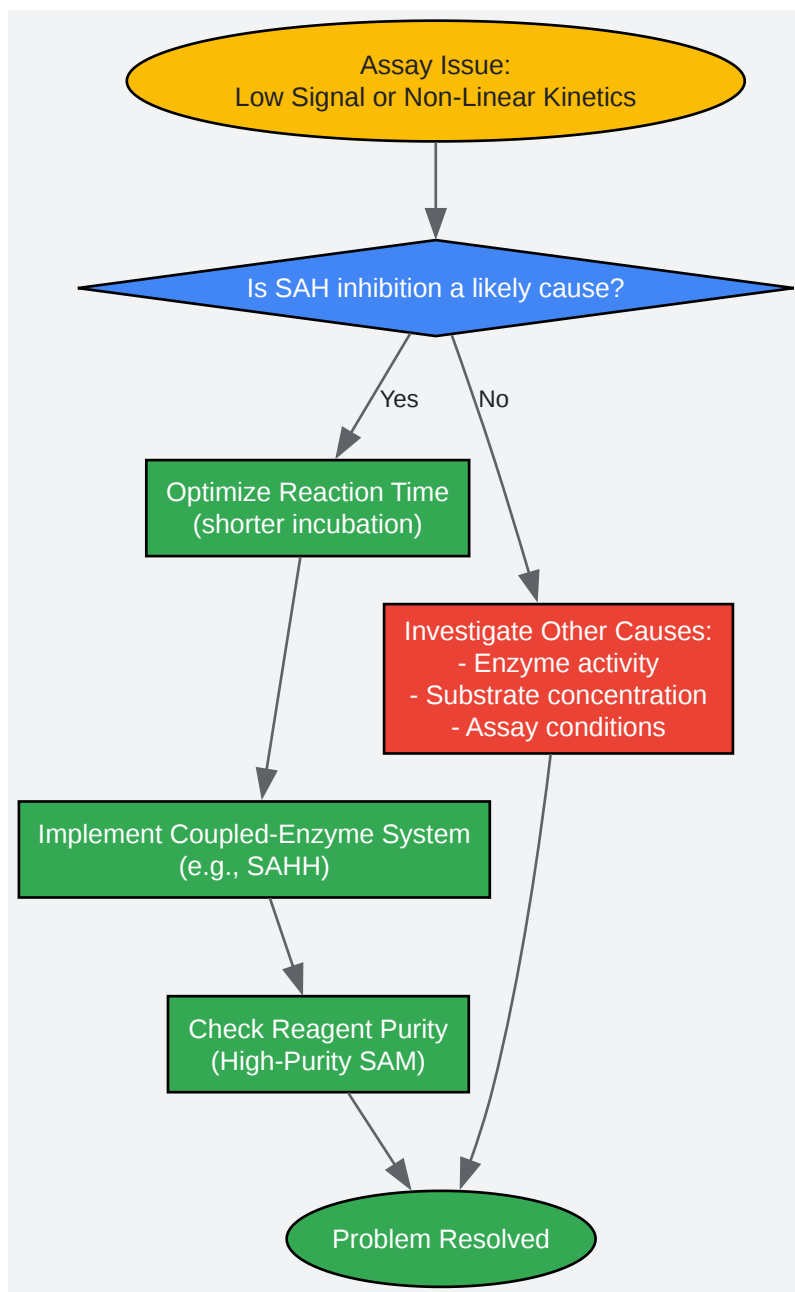 Assay Issue:
Low Signal or Non-Linear Kinetics
Is SAH inhibition a likely cause?
Yes
No
Optimize Reaction Time
(shorter incubation)
Investigate Other Causes:
- Enzyme activity
- Substrate concentration
- Assay conditions
Implement Coupled-Enzyme System
(e.g., SAHH)
Check Reagent Purity
(High-Purity SAM)
Problem Resolved